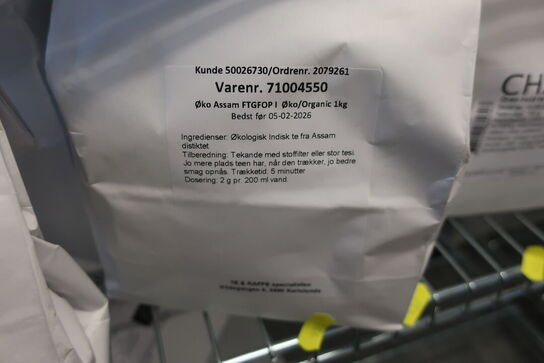 Kunde 50026730/Ordrenr. 2079261
Varenr. 71004550
Øko Assam FTGFOP I Øko/Organic 1kg
Bedst før 05-02-2026
Ingredienser: Økologisk Indisk te fra Assam
distiktet
Tilberedning: Tekande med stoffilter eller stor tesi.
Jo mere plads teen har, når den trækker, jo bedre
smag opnås. Trækketid: 5 minutter
Dosering: 2 g pr. 200 ml vand.
TE & KAFFE specialisten
CH